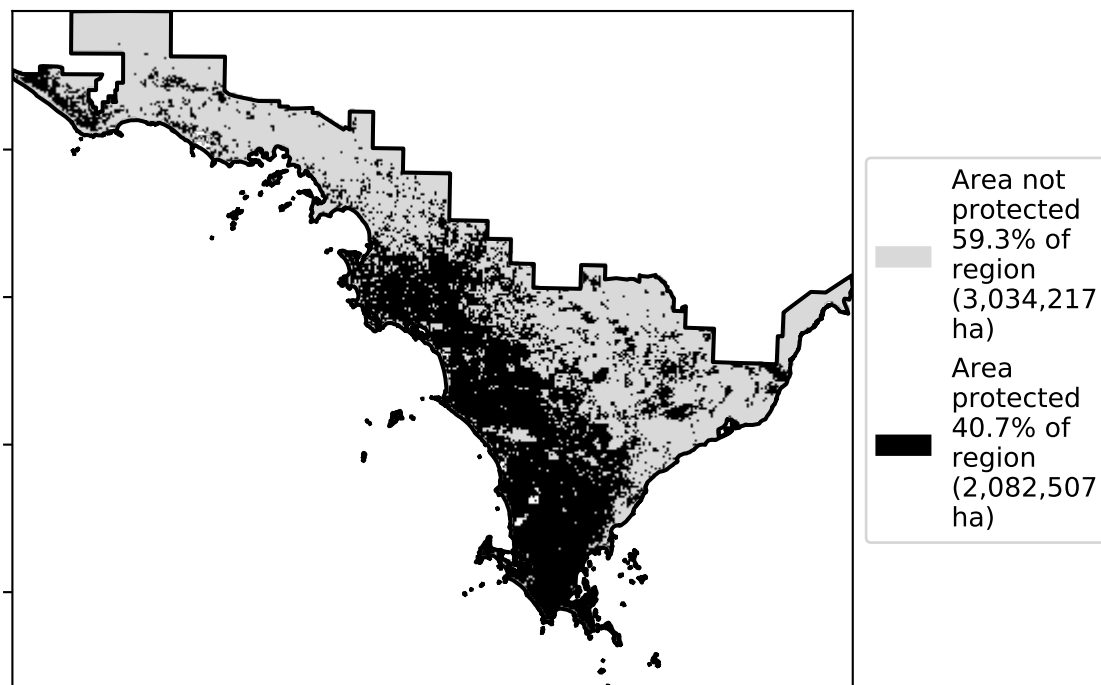 Area not
protected
59.3% of
region
(3,034,217
ha)
Area
protected
40.7% of
region
(2,082,507
ha)